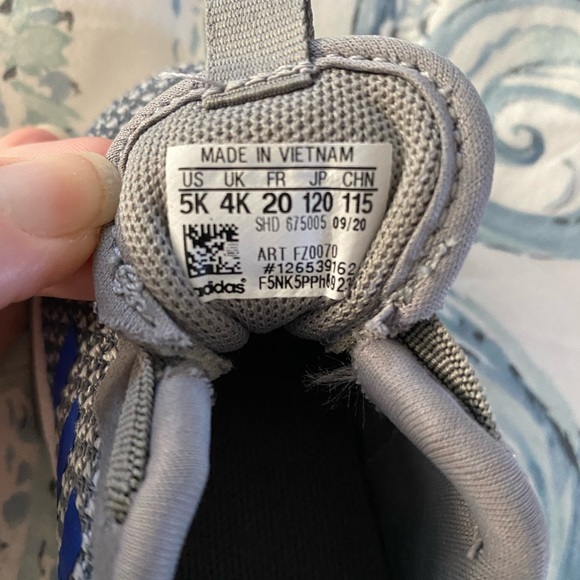 MADE IN VIETNAM
US UK FR JP CHN
5K 4K 20 120 115
SHD 675005 09/20
ART FZ0070
#126539162
adidas